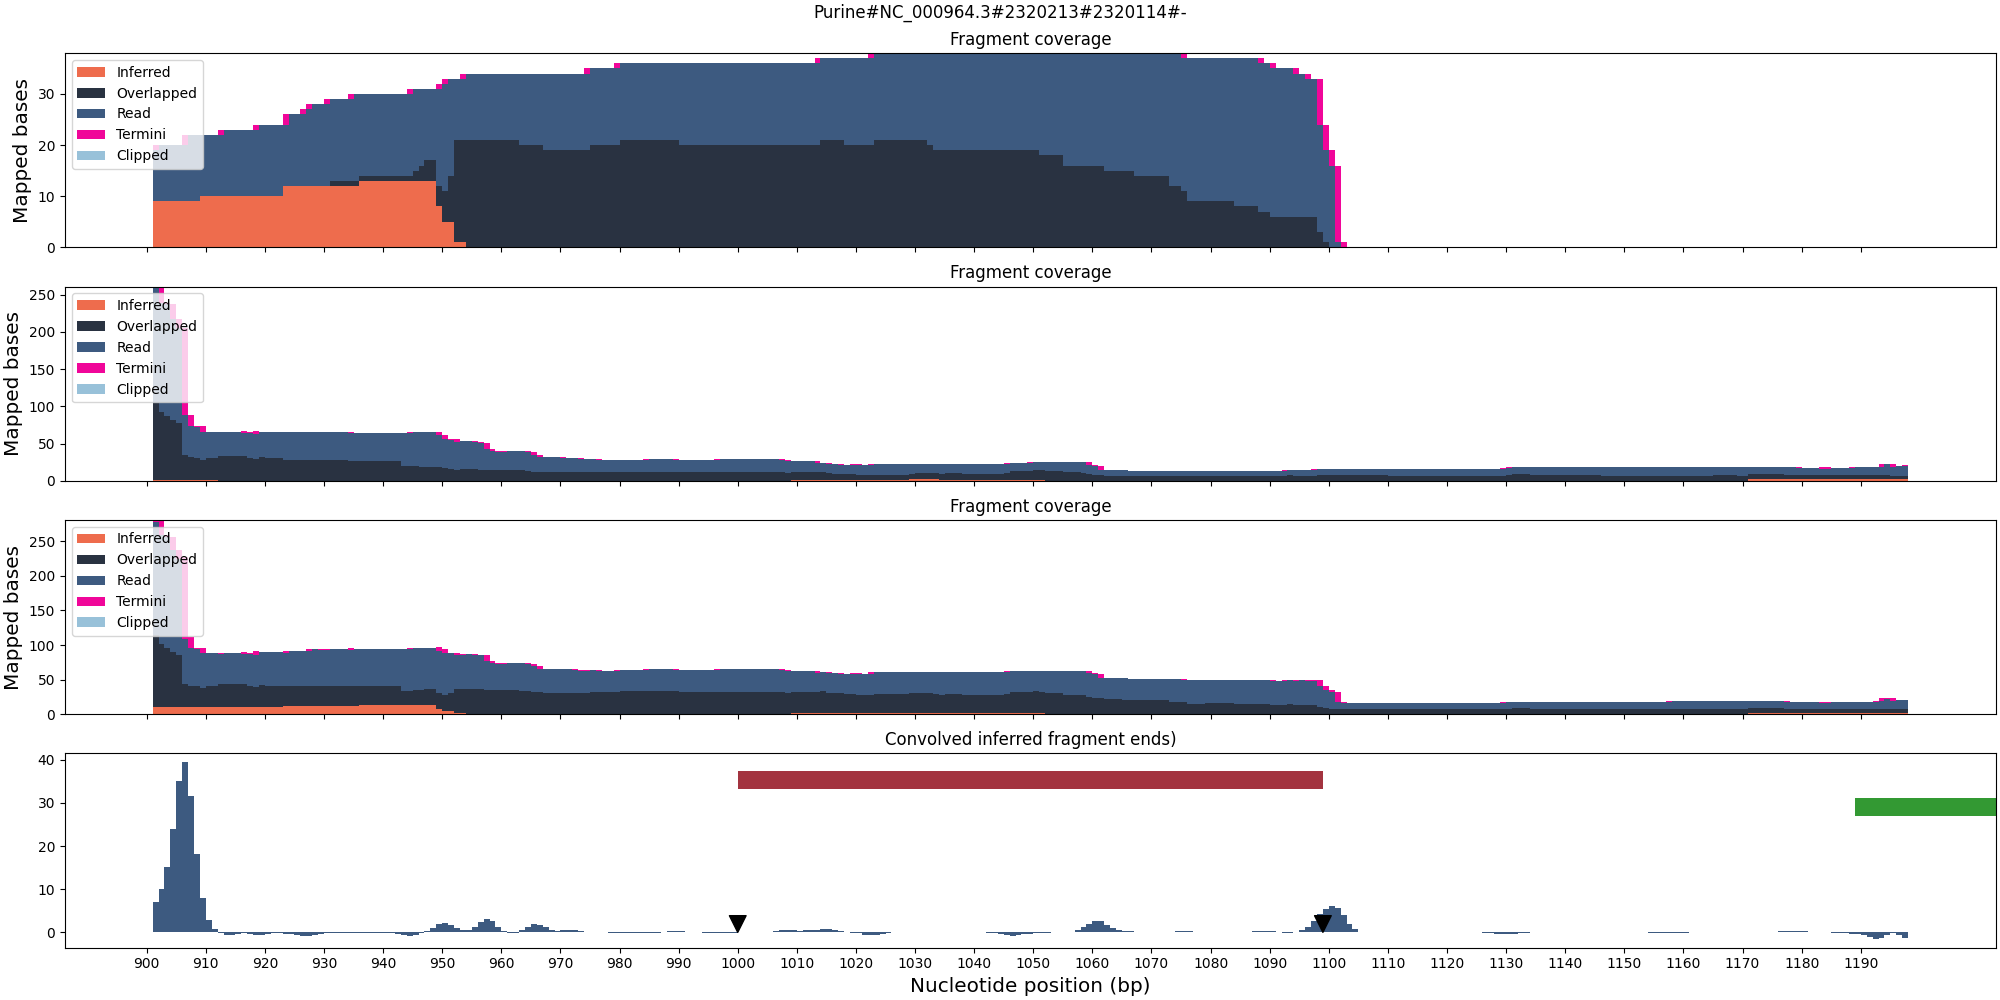 Purine#NC_000964.3#2320213#2320114#-
Fragment coverage
Mapped bases
30
20
10
0
Inferred
Overlapped
Read
Termini
Clipped
Fragment coverage
Mapped bases
250
200
150
100
50
0
Inferred
Overlapped
Read
Termini
Clipped
Fragment coverage
Mapped bases
250
200
150
100
50
0
Inferred
Overlapped
Read
Termini
Clipped
Convolved inferred fragment ends)
40
30
20
10
0
900 910 920 930 940 950 960 970 980 990 1000 1010 1020 1030 1040 1050 1060 1070 1080 1090 1100 1110 1120 1130 1140 1150 1160 1170 1180 1190
Nucleotide position (bp)